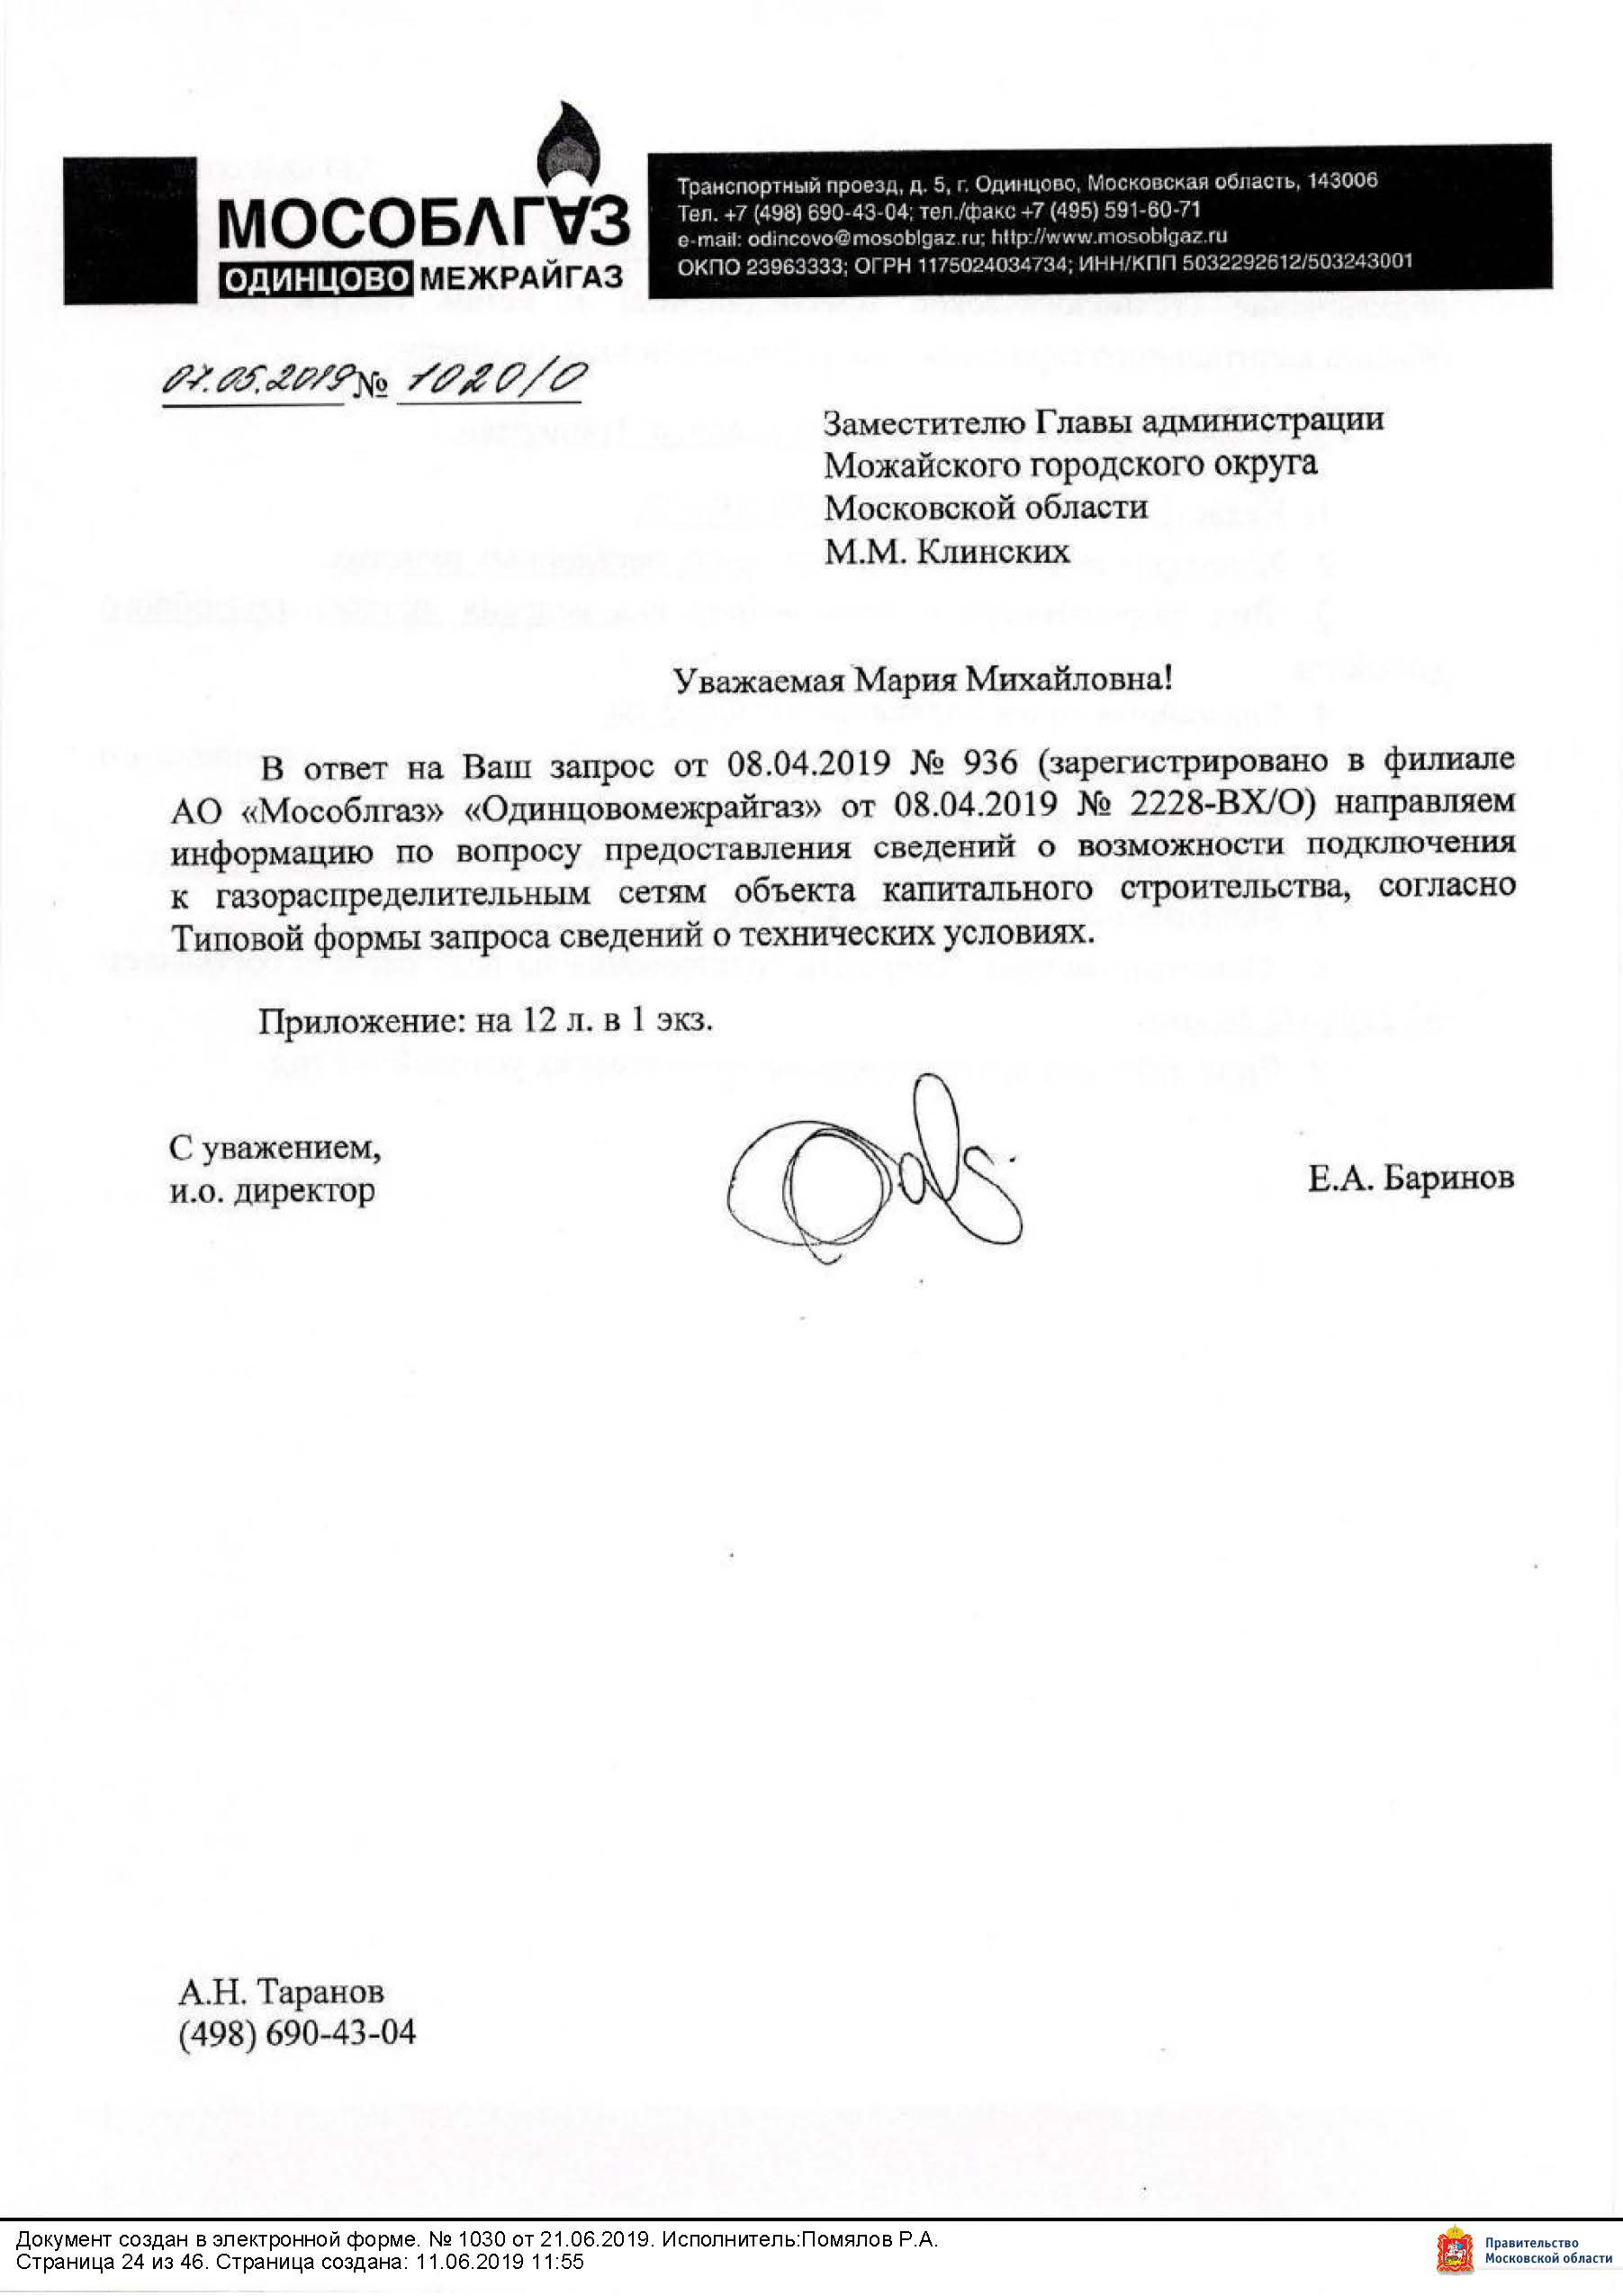 МОСОБЛГАЗ
ОДИНЦОВО МЕЖРАЙГАЗ
Транспортный проезд, д. 5, г. Одинцово, Московская область, 143006
Тел. +7 (498) 690-43-04; тел./факс +7 (495) 591-60-71
e-mail: odincovo@mosoblgaz.ru; http://www.mosoblgaz.ru
ОКПО 23963333; ОГРН 1175024034734; ИНН/КПП 5032292612/503243001
07.05.2019 № 1020/О
Заместителю Главы администрации
Можайского городского округа
Московской области
М.М. Клинских
Уважаемая Мария Михайловна!
В ответ на Ваш запрос от 08.04.2019 № 936 (зарегистрировано в филиале
АО «Мособлгаз» «Одинцовомежрайгаз» от 08.04.2019 № 2228-ВХ/О) направляем
информацию по вопросу предоставления сведений о возможности подключения
к газораспределительным сетям объекта капитального строительства, согласно
Типовой формы запроса сведений о технических условиях.
Приложение: на 12 л. в 1 экз.
С уважением,
и.о. директор
Е.А. Баринов
А.Н. Таранов
(498) 690-43-04
Документ создан в электронной форме. № 1030 от 21.06.2019. Исполнитель:Помялов Р.А.
Страница 24 из 46. Страница создана: 11.06.2019 11:55
Правительство
Московской области